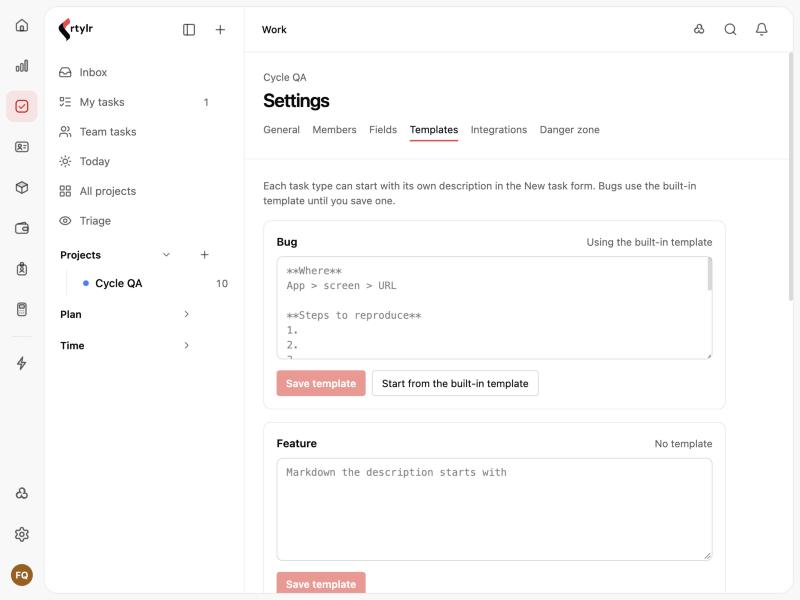 rtylr
Work
Inbox
My tasks 1
Team tasks
Today
All projects
Triage
Projects
Cycle QA 10
Plan
Time
FQ
Cycle QA
Settings
General Members Fields Templates Integrations Danger zone
Each task type can start with its own description in the New task form. Bugs use the built-in
template until you save one.
Bug Using the built-in template
**Where**
App > screen > URL
**Steps to reproduce**
1.
2.
Save template Start from the built-in template
Feature No template
Markdown the description starts with
Save template